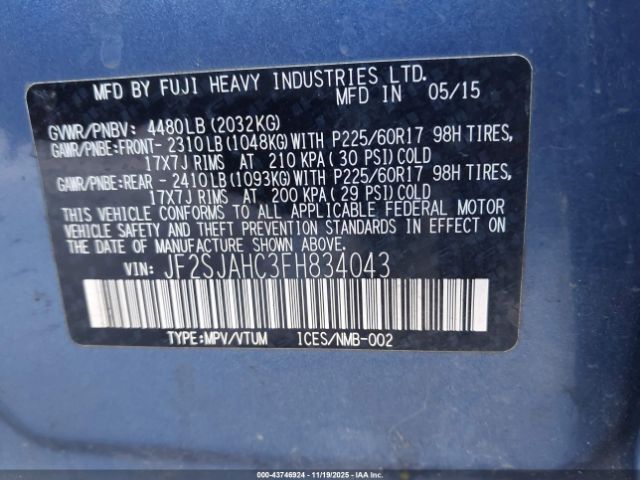 MFD BY FUJI HEAVY INDUSTRIES LTD.
MFD IN 05/15
GVWR/PNBV: 4480LB (2032KG)
GAWR/PNBE:FRONT- 2310LB (1048KG) WITH P225/60R17 98H TIRES,
17X7J RIMS AT 210 KPA (30 PSI) COLD
GAWR/PNBE:REAR - 2410LB (1093KG) WITH P225/60R17 98H TIRES,
17X7J RIMS AT 200 KPA (29 PSI) COLD
THIS VEHICLE CONFORMS TO ALL APPLICABLE FEDERAL MOTOR
VEHICLE SAFETY AND THEFT PREVENTION STANDARDS IN EFFECT
ON THE DATE OF MANUFACTURE SHOWN ABOVE.
VIN: JF2SJAHC3FH834043
TYPE:MPV/VTUM ICES/NMB-002
000-43746924 - 11/19/2025 - IAAI.COM